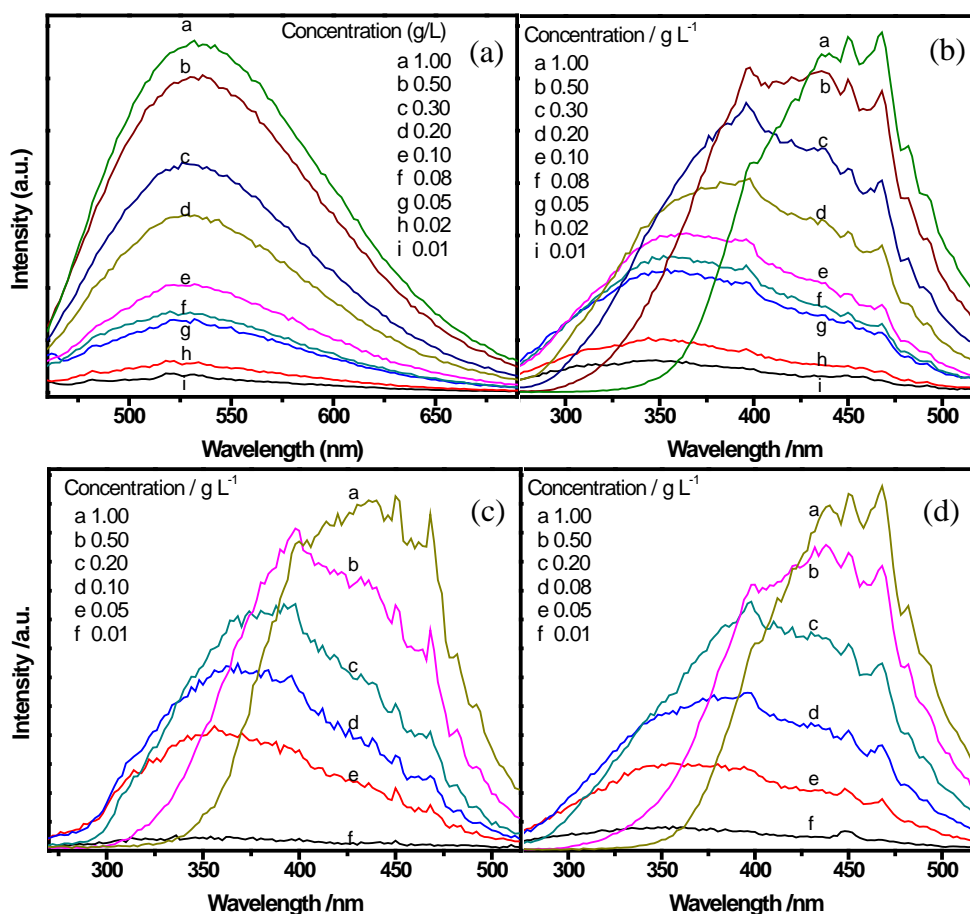 Concentration (g/L)
(a)
a 1.00
b 0.50
c 0.30
d 0.20
e 0.10
f 0.08
g 0.05
h 0.02
i 0.01
a
b
c
d
e
f
g
h
i
Intensity (a.u.)
500 550 600 650
Wavelength (nm)
Concentration / g L⁻¹
(b)
a 1.00
b 0.50
c 0.30
d 0.20
e 0.10
f 0.08
g 0.05
h 0.02
i 0.01
a
b
c
d
e
f
g
h
i
300 350 400 450 500
Wavelength /nm
Concentration / g L⁻¹
(c)
a 1.00
b 0.50
c 0.20
d 0.10
e 0.05
f 0.01
a
b
c
d
e
f
Intensity /a.u.
300 350 400 450 500
Wavelength /nm
Concentration / g L⁻¹
(d)
a 1.00
b 0.50
c 0.20
d 0.08
e 0.05
f 0.01
a
b
c
d
e
f
300 350 400 450 500
Wavelength /nm